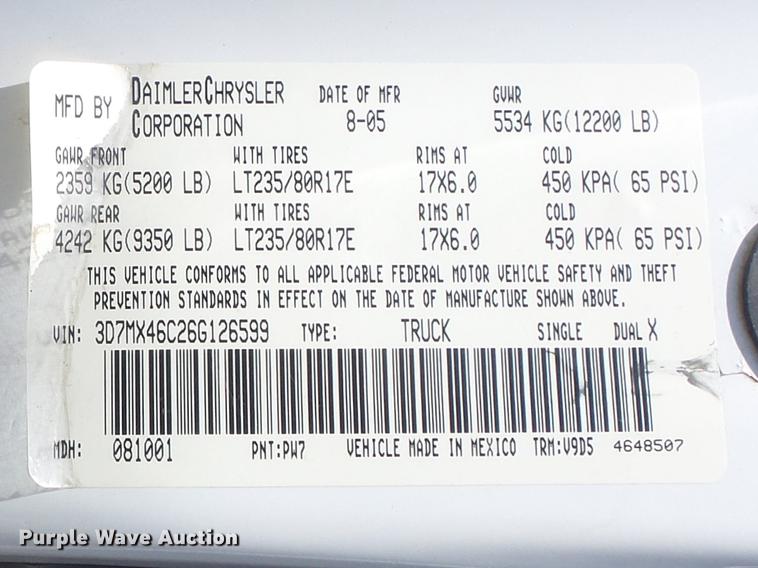 MFD BY DAIMLERCHRYSLER CORPORATION DATE OF MFR 8-05 GVWR 5534 KG(12200 LB)
GAWR FRONT WITH TIRES RIMS AT COLD
2359 KG(5200 LB) LT235/80R17E 17X6.0 450 KPA( 65 PSI)
GAWR REAR WITH TIRES RIMS AT COLD
4242 KG(9350 LB) LT235/80R17E 17X6.0 450 KPA( 65 PSI)
THIS VEHICLE CONFORMS TO ALL APPLICABLE FEDERAL MOTOR VEHICLE SAFETY AND THEFT
PREVENTION STANDARDS IN EFFECT ON THE DATE OF MANUFACTURE SHOWN ABOVE.
VIN: 3D7MX46C26G126599 TYPE: TRUCK SINGLE DUAL X
MDH: 081001 PNT:PW7 VEHICLE MADE IN MEXICO TRM:V9D5 4648507
Purple Wave Auction